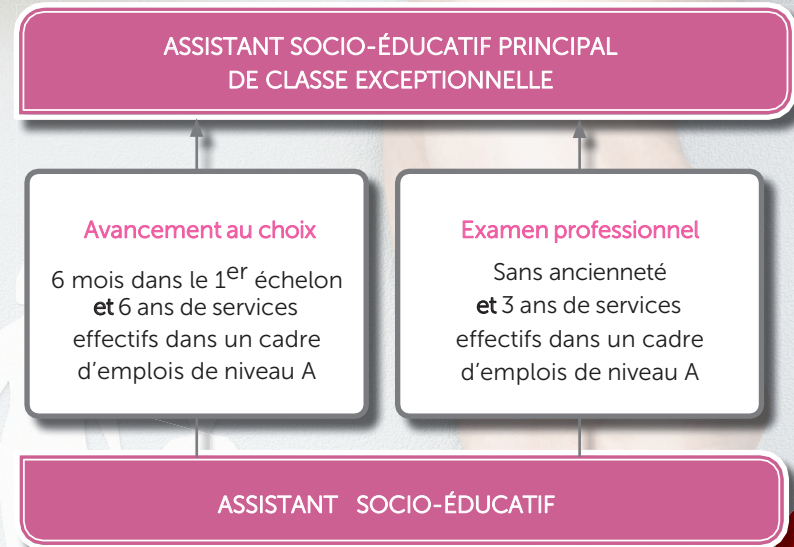 ASSISTANT SOCIO-ÉDUCATIF PRINCIPAL
DE CLASSE EXCEPTIONNELLE
Avancement au choix
6 mois dans le 1er échelon
et 6 ans de services
effectifs dans un cadre
d’emplois de niveau A
Examen professionnel
Sans ancienneté
et 3 ans de services
effectifs dans un cadre
d’emplois de niveau A
ASSISTANT SOCIO-ÉDUCATIF